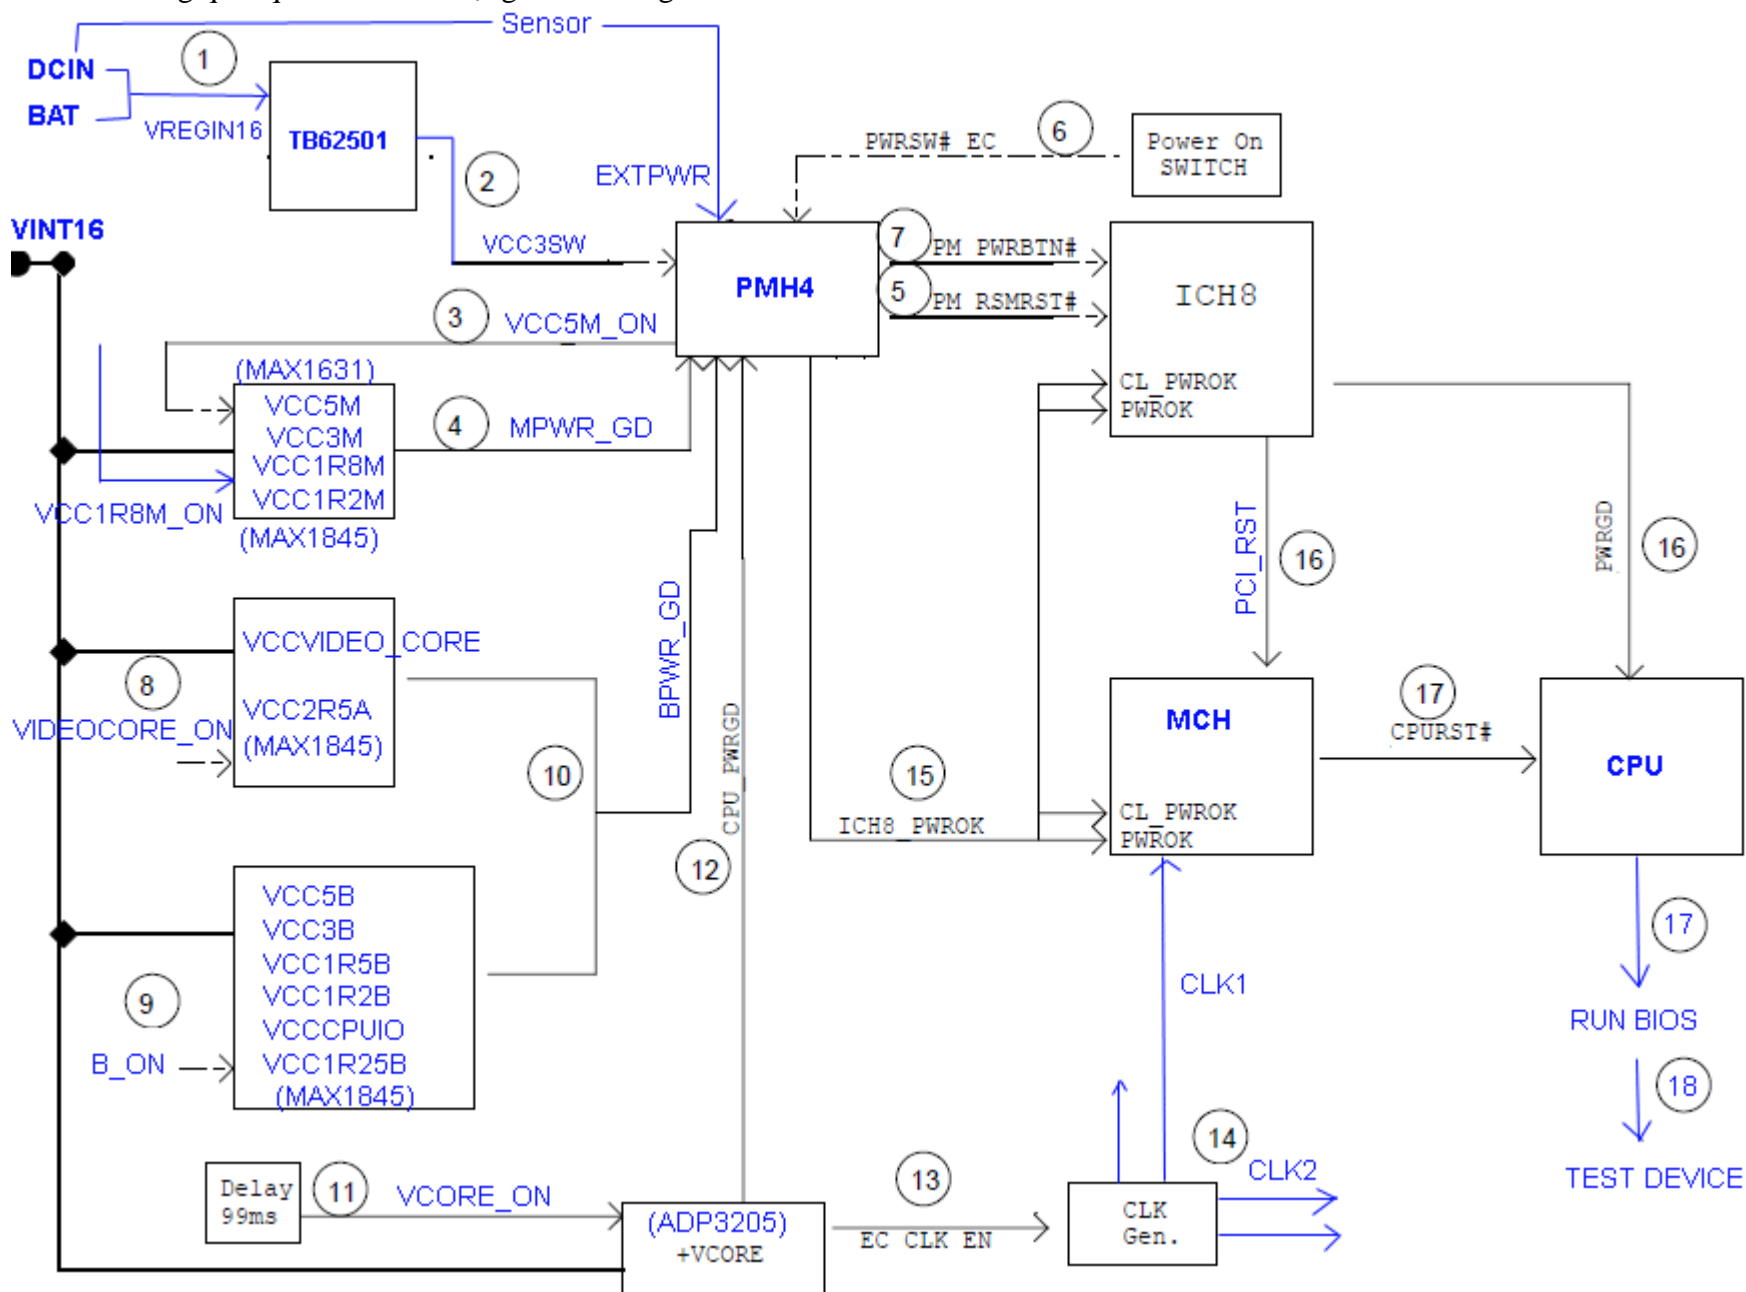 Sensor
DCIN
1
BAT
VREGIN16
TB62501
2
EXTPWR
PWRSW# EC
6
Power On
SWITCH
VINT16
VCC3SW
PMH4
7
PM PWRBTN#
5
PM RSMRST#
ICH8
CL_PWROK
PWROK
3
VCC5M_ON
(MAX1631)
VCC5M
VCC3M
VCC1R8M
VCC1R2M
(MAX1845)
4
MPWR_GD
VCC1R8M_ON
PCI_RST
16
PWRGD
16
VCCVIDEO_CORE
8
VCC2R5A
VIDEOCORE_ON
(MAX1845)
10
BPWR_GD
CPU_PWRGD
12
15
ICH8_PWROK
MCH
CL_PWROK
PWROK
17
CPURST#
CPU
VCC5B
VCC3B
VCC1R5B
VCC1R2B
VCCCPUIO
VCC1R25B
(MAX1845)
9
B_ON
CLK1
17
RUN BIOS
18
TEST DEVICE
Delay
99ms
11
VCORE_ON
(ADP3205)
+VCORE
13
EC CLK EN
CLK
Gen.
14
CLK2